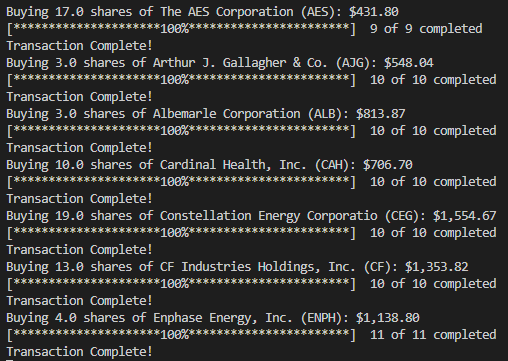 Buying 17.0 shares of The AES Corporation (AES): $431.80
[*********************100%***********************]  9 of 9 completed
Transaction Complete!
Buying 3.0 shares of Arthur J. Gallagher & Co. (AJG): $548.04
[*********************100%***********************]  10 of 10 completed
Transaction Complete!
Buying 3.0 shares of Albemarle Corporation (ALB): $813.87
[*********************100%***********************]  10 of 10 completed
Transaction Complete!
Buying 10.0 shares of Cardinal Health, Inc. (CAH): $706.70
[*********************100%***********************]  10 of 10 completed
Transaction Complete!
Buying 19.0 shares of Constellation Energy Corporatio (CEG): $1,554.67
[*********************100%***********************]  10 of 10 completed
Transaction Complete!
Buying 13.0 shares of CF Industries Holdings, Inc. (CF): $1,353.82
[*********************100%***********************]  10 of 10 completed
Transaction Complete!
Buying 4.0 shares of Enphase Energy, Inc. (ENPH): $1,138.80
[*********************100%***********************]  11 of 11 completed
Transaction Complete!